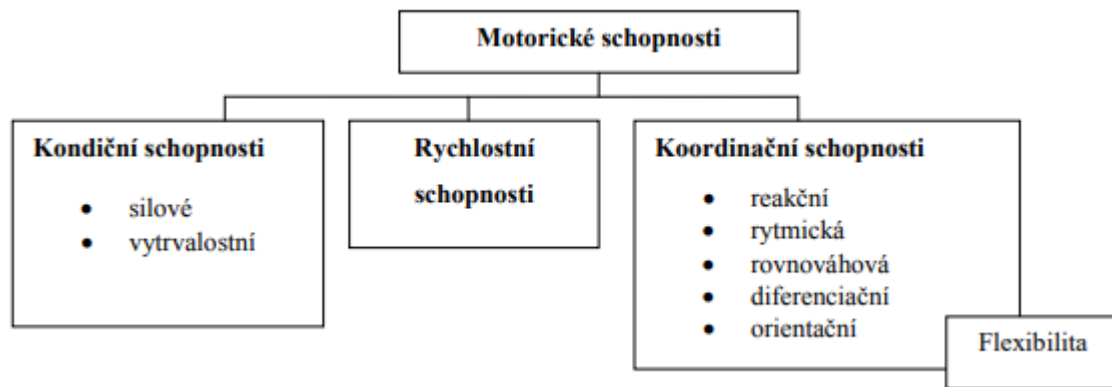 Motorické schopnosti
Kondiční schopnosti
• silové
• vytrvalostní
Rychlostní
schopnosti
Koordinační schopnosti
• reakční
• rytmická
• rovnováhová
• diferenciační
• orientační
Flexibilita